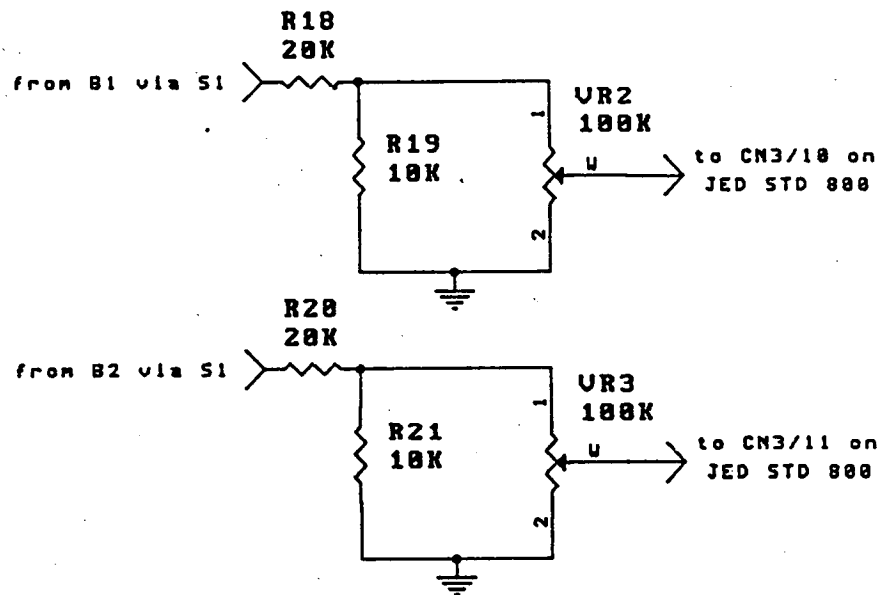 R18
20K
from B1 via S1
R19
10K
1
VR2
100K
W
2
to CN3/10 on
JED STD 800
R20
20K
from B2 via S1
R21
10K
1
VR3
100K
W
2
to CN3/11 on
JED STD 800